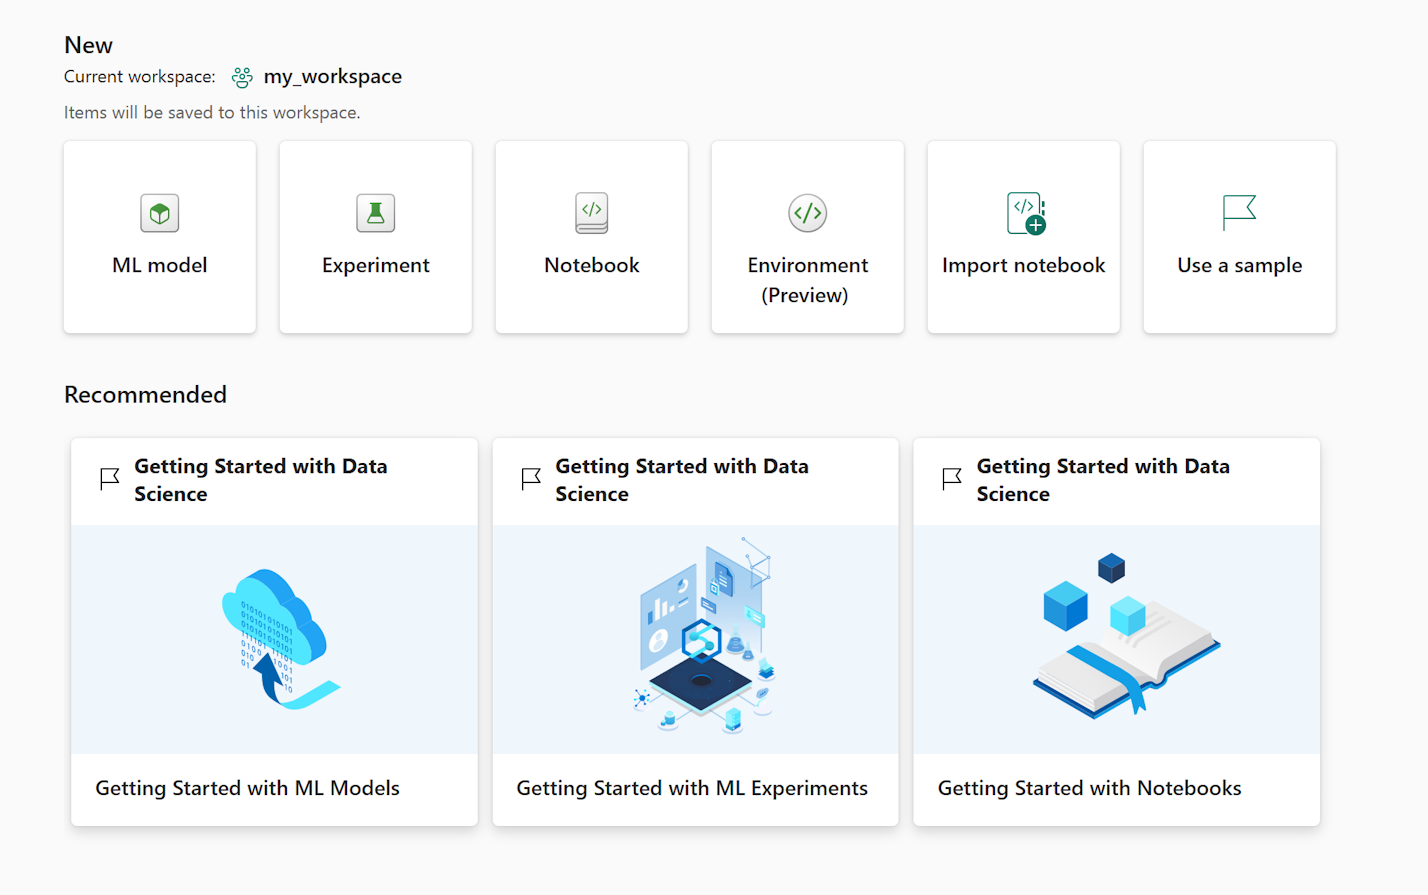 New
Current workspace: my_workspace
Items will be saved to this workspace.
ML model
Experiment
Notebook
Environment
(Preview)
Import notebook
Use a sample
Recommended
Getting Started with Data
Science
Getting Started with ML Models
Getting Started with Data
Science
Getting Started with ML Experiments
Getting Started with Data
Science
Getting Started with Notebooks